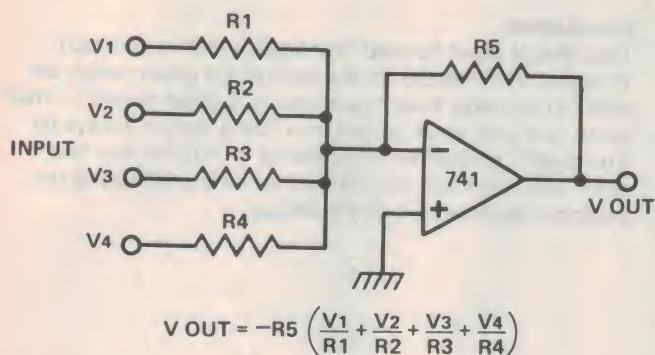 R1
V1
R2
V2
INPUT
R3
V3
R4
V4
R5
−
741
+
V OUT
V OUT = −R5 (V1/R1 + V2/R2 + V3/R3 + V4/R4)